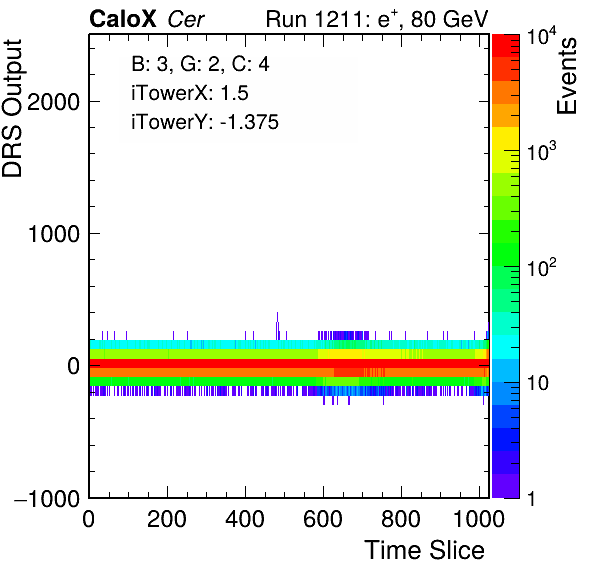 CaloX Cer Run 1211: e⁺, 80 GeV
B: 3, G: 2, C: 4
iTowerX: 1.5
iTowerY: -1.375
DRS Output
2000
1000
0
−1000
0 200 400 600 800 1000
Time Slice
Events
10⁴
10³
10²
10
1